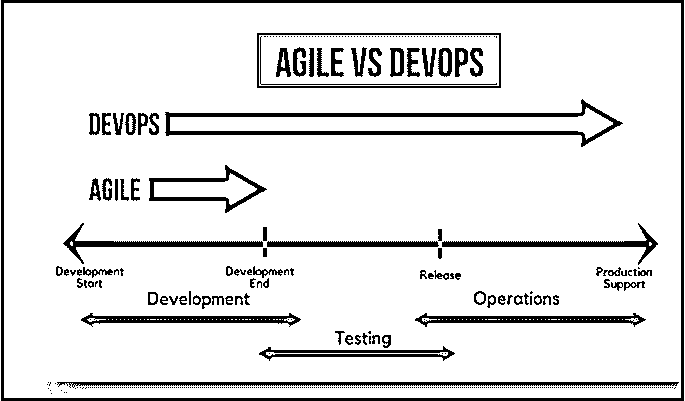 AGILE VS DEVOPS
DEVOPS
AGILE
Development
Start
Development
End
Release
Production
Support
Development
Operations
Testing